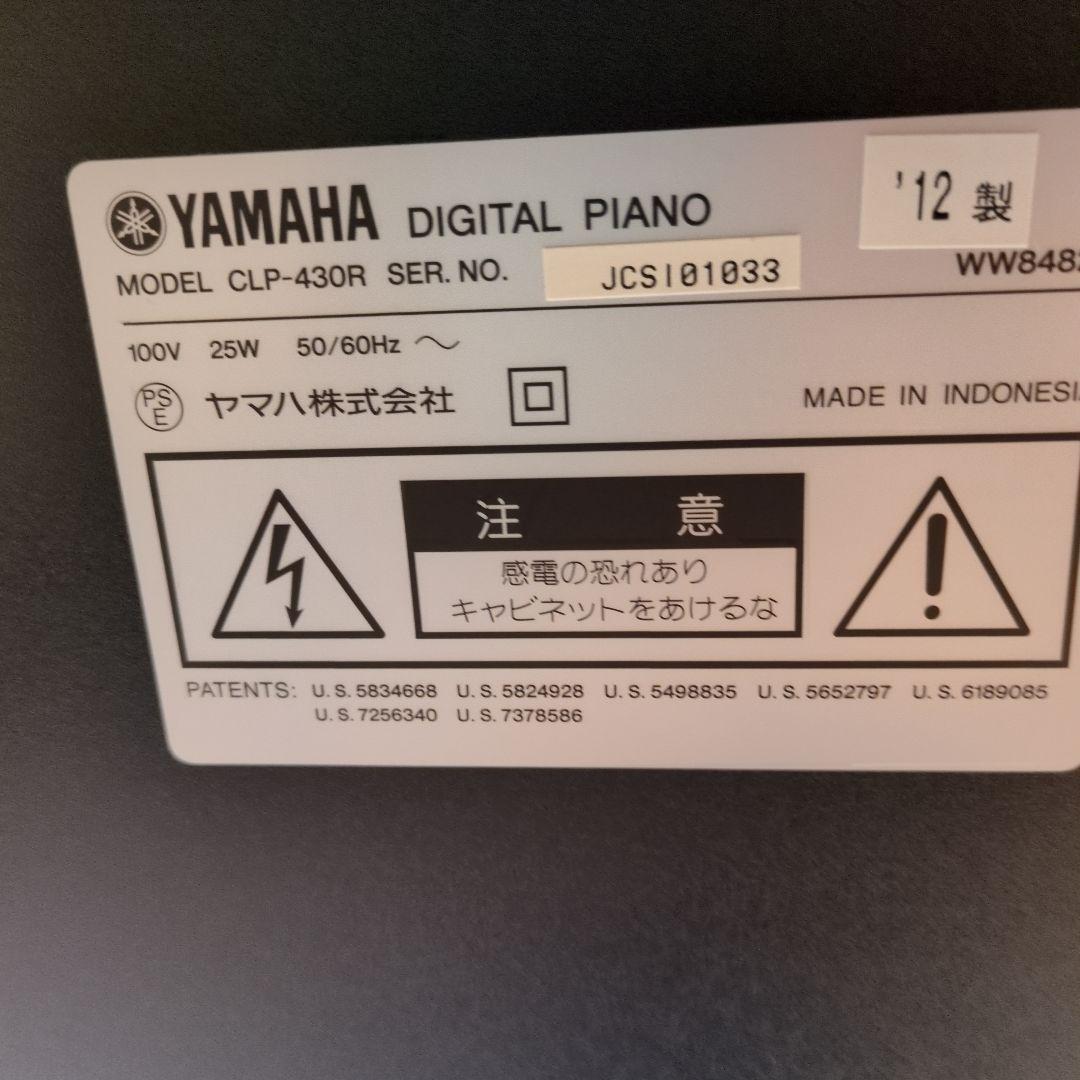 YAMAHA DIGITAL PIANO
'12 製
MODEL CLP-430R SER. NO. JCSI01033
100V 25W 50/60Hz
PS E ヤマハ株式会社
MADE IN
注意
感電の恐れあり
キャビネットをあけるな
PATENTS: U. S. 5834668 U. S. 5824928 U. S. 5498835 U. S. 5652797 U. S. 6189085
U. S. 7256340 U. S. 7378586